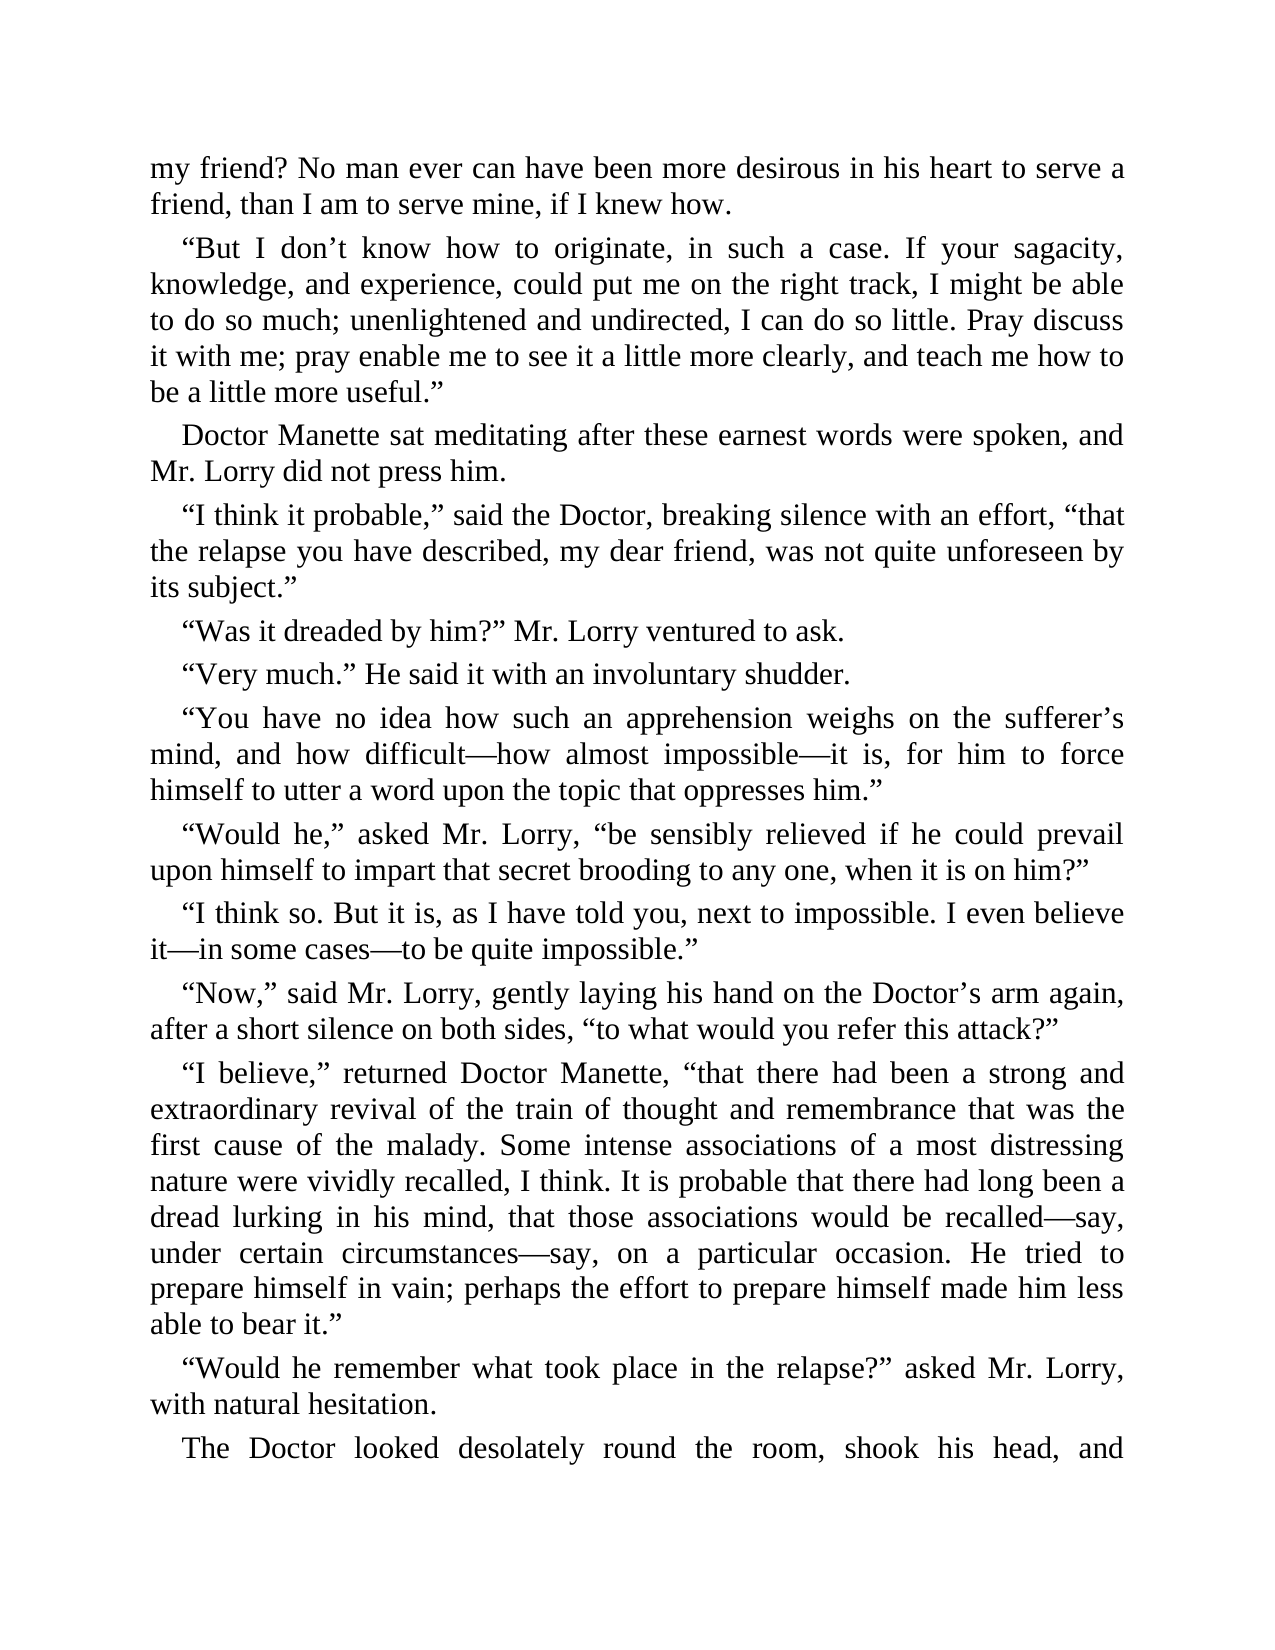 my friend? No man ever can have been more desirous in his heart to serve a
friend, than I am to serve mine, if I knew how.
“But I don’t know how to originate, in such a case. If your sagacity,
knowledge, and experience, could put me on the right track, I might be able
to do so much; unenlightened and undirected, I can do so little. Pray discuss
it with me; pray enable me to see it a little more clearly, and teach me how to
be a little more useful.”
Doctor Manette sat meditating after these earnest words were spoken, and
Mr. Lorry did not press him.
“I think it probable,” said the Doctor, breaking silence with an effort, “that
the relapse you have described, my dear friend, was not quite unforeseen by
its subject.”
“Was it dreaded by him?” Mr. Lorry ventured to ask.
“Very much.” He said it with an involuntary shudder.
“You have no idea how such an apprehension weighs on the sufferer’s
mind, and how difficult—how almost impossible—it is, for him to force
himself to utter a word upon the topic that oppresses him.”
“Would he,” asked Mr. Lorry, “be sensibly relieved if he could prevail
upon himself to impart that secret brooding to any one, when it is on him?”
“I think so. But it is, as I have told you, next to impossible. I even believe
it—in some cases—to be quite impossible.”
“Now,” said Mr. Lorry, gently laying his hand on the Doctor’s arm again,
after a short silence on both sides, “to what would you refer this attack?”
“I believe,” returned Doctor Manette, “that there had been a strong and
extraordinary revival of the train of thought and remembrance that was the
first cause of the malady. Some intense associations of a most distressing
nature were vividly recalled, I think. It is probable that there had long been a
dread lurking in his mind, that those associations would be recalled—say,
under certain circumstances—say, on a particular occasion. He tried to
prepare himself in vain; perhaps the effort to prepare himself made him less
able to bear it.”
“Would he remember what took place in the relapse?” asked Mr. Lorry,
with natural hesitation.
The Doctor looked desolately round the room, shook his head, and